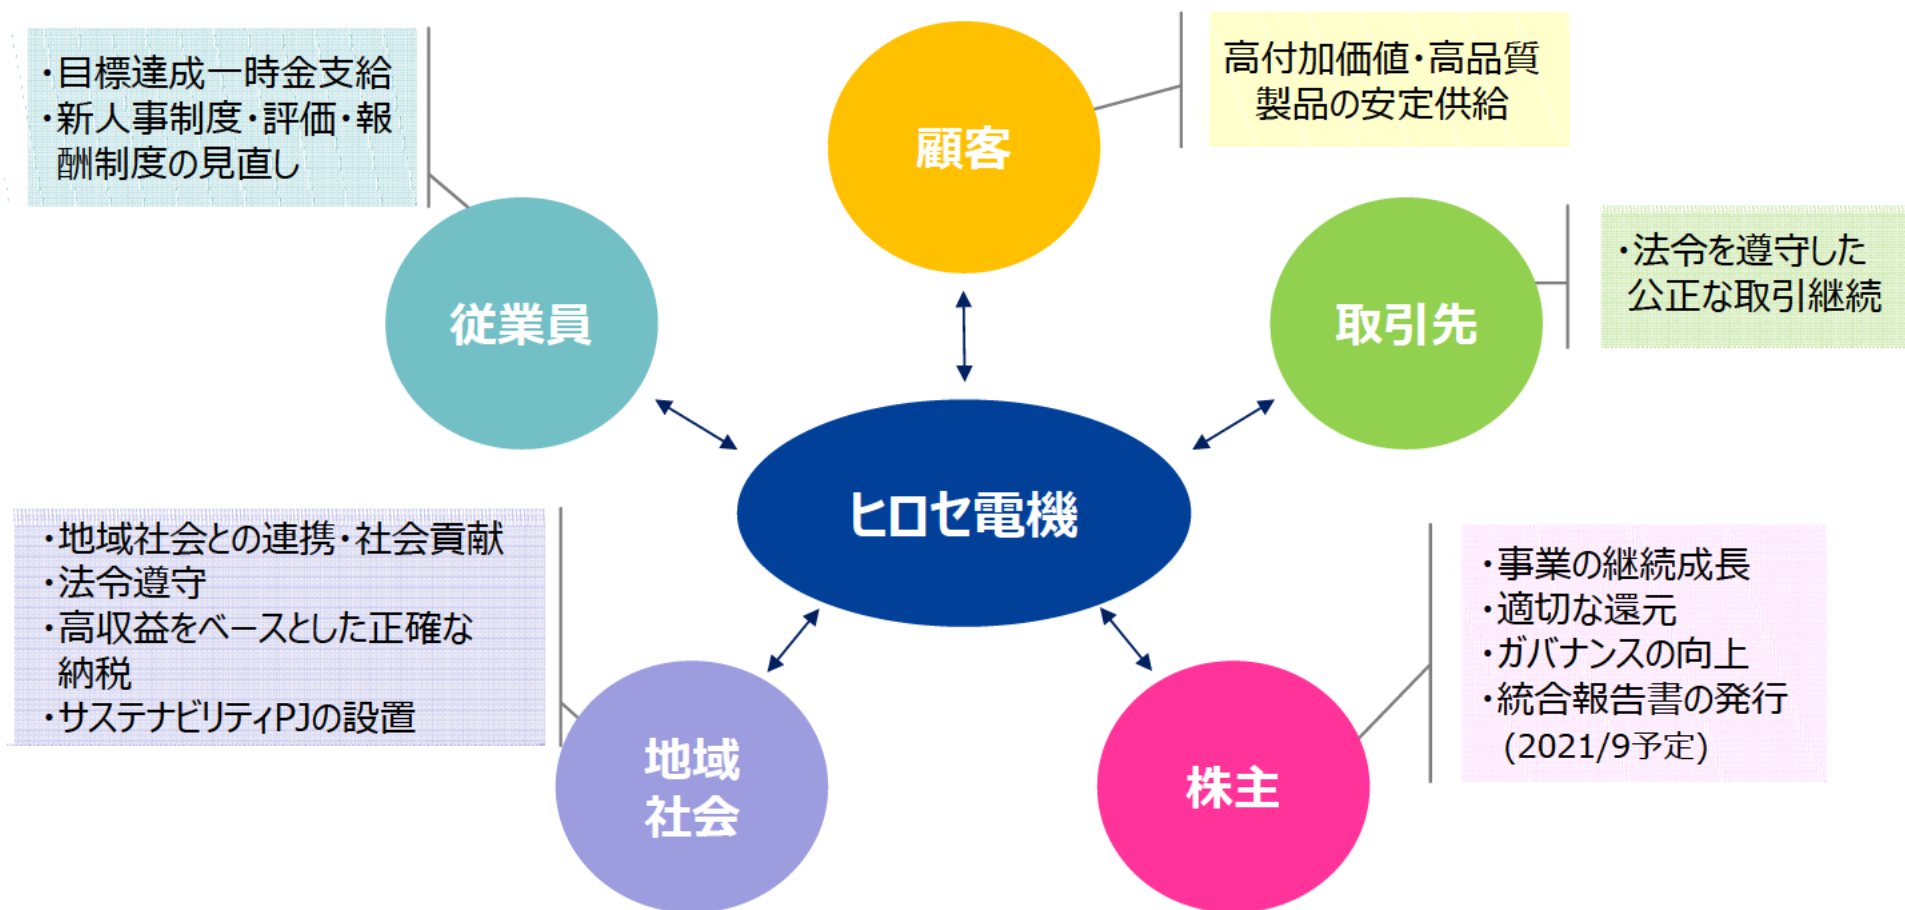 ・目標達成一時金支給
・新人事制度・評価・報
酬制度の見直し
従業員
顧客
高付加価値・高品質
製品の安定供給
取引先
・法令を遵守した
公正な取引継続
ヒロセ電機
・地域社会との連携・社会貢献
・法令遵守
・高収益をベースとした正確な
納税
・サステナビリティPJの設置
地域
社会
株主
・事業の継続成長
・適切な還元
・ガバナンスの向上
・統合報告書の発行
(2021/9予定)